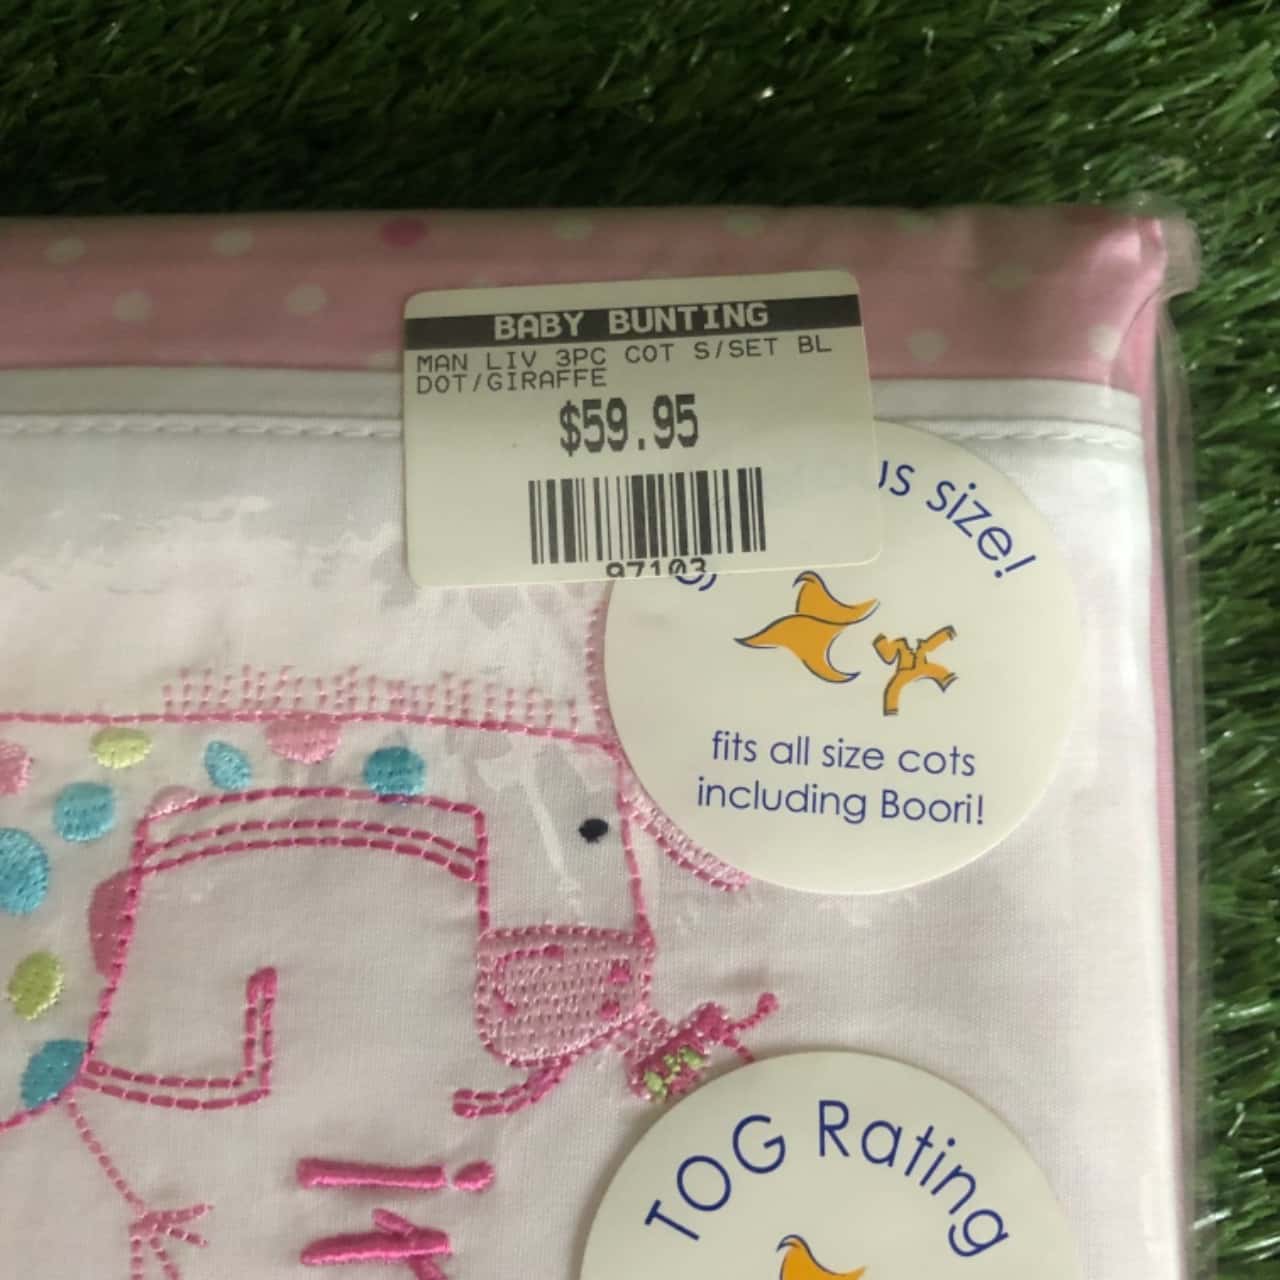 BABY BUNTING
MAN LIV 3PC COT S/SET BL
DOT/GIRAFFE
$59.95
97103
size!
fits all size cots
including Boori!
TOG Rating